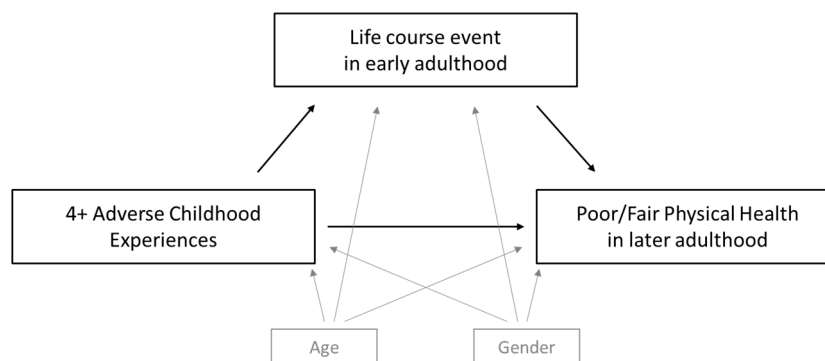 Life course event
in early adulthood
4+ Adverse Childhood
Experiences
Poor/Fair Physical Health
in later adulthood
Age
Gender